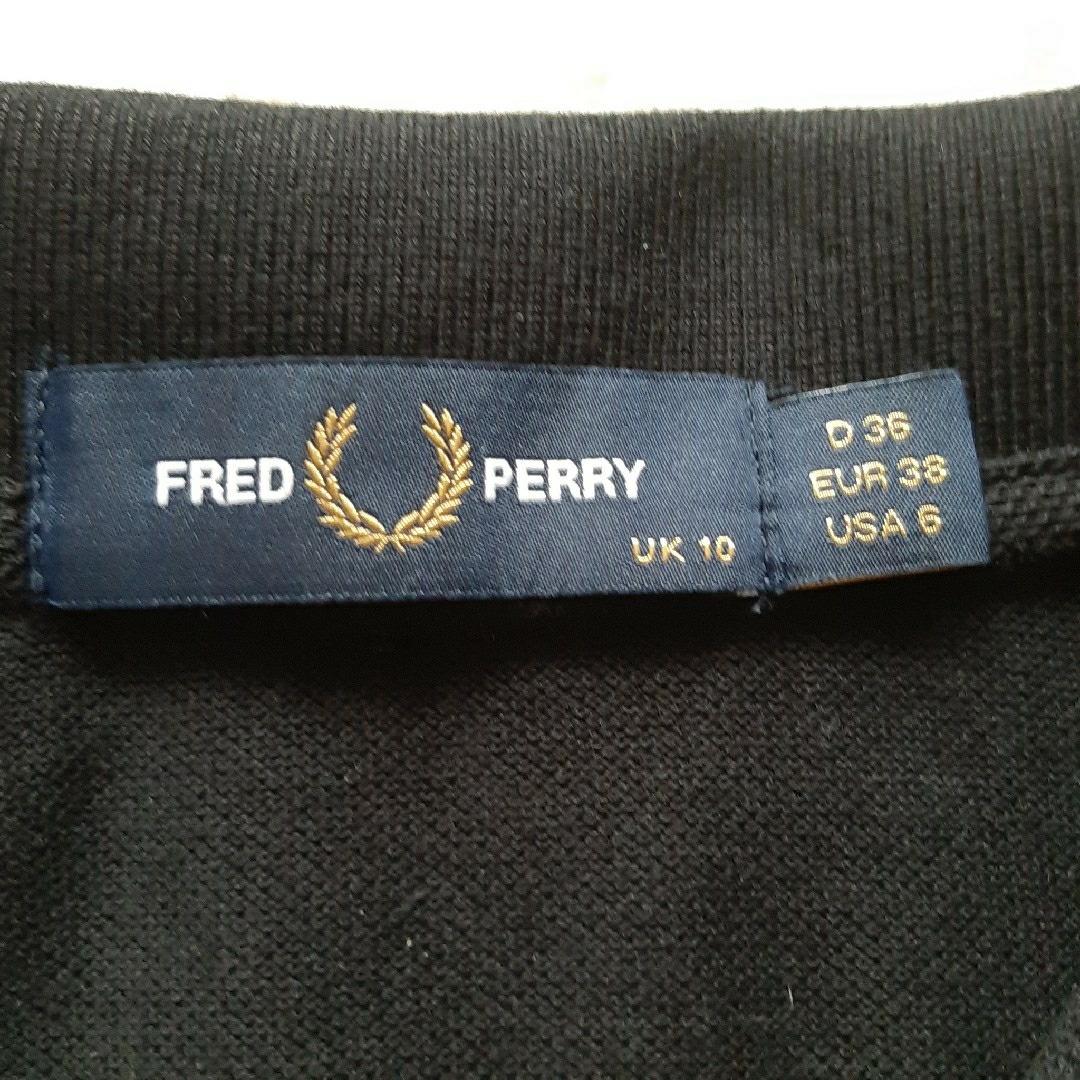 FRED PERRY
UK 10
D 36
EUR 38
USA 6